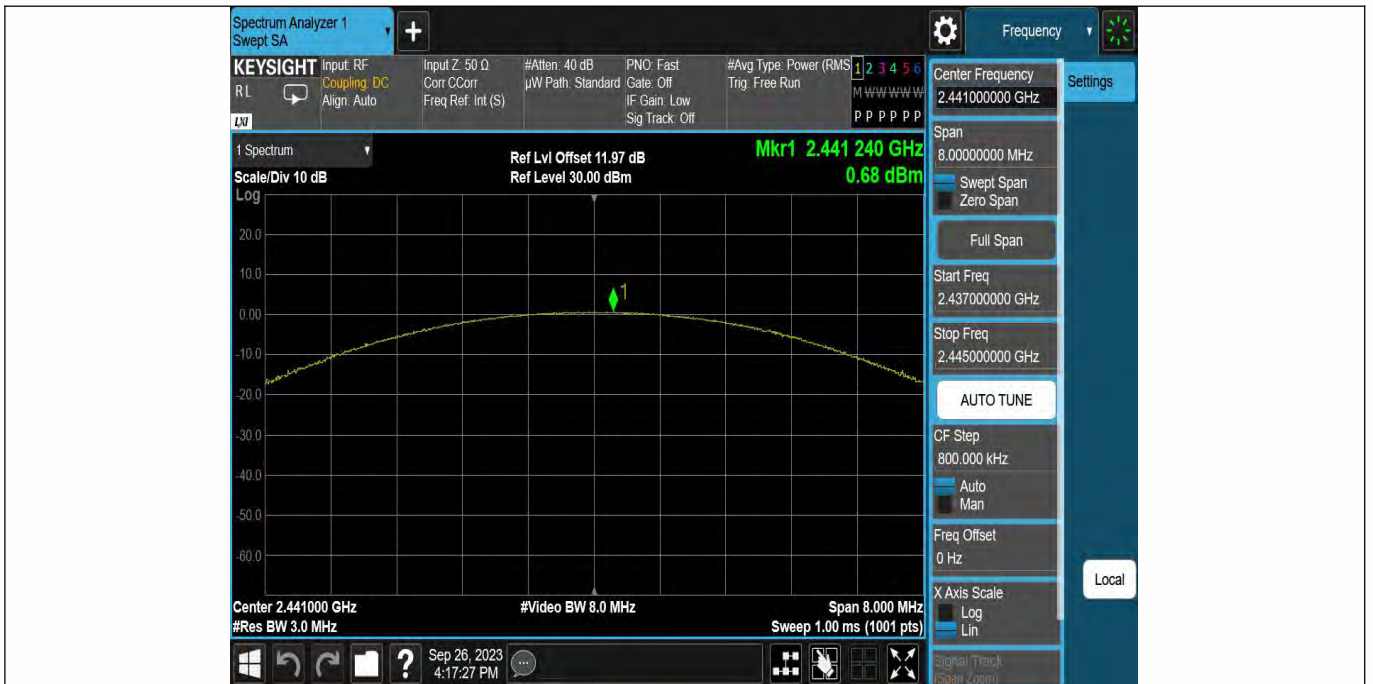 Spectrum Analyzer 1
Swept SA
+
Frequency
KEYSIGHT
RL
LXI
Input: RF
Coupling: DC
Align: Auto
Input Z: 50 Ω
Corr CCorr
Freq Ref: Int (S)
#Atten: 40 dB
µW Path: Standard
PNO: Fast
Gate: Off
IF Gain: Low
Sig Track: Off
#Avg Type: Power (RMS
Trig: Free Run
1 2 3 4 5 6
M W W W W W
P P P P P P
1 Spectrum
Scale/Div 10 dB
Ref Lvl Offset 11.97 dB
Ref Level 30.00 dBm
Mkr1 2.441 240 GHz
0.68 dBm
Log
20.0
10.0
0.00
-10.0
-20.0
-30.0
-40.0
-50.0
-60.0
1
Center 2.441000 GHz
#Res BW 3.0 MHz
#Video BW 8.0 MHz
Span 8.000 MHz
Sweep 1.00 ms (1001 pts)
Center Frequency
2.441000000 GHz
Settings
Span
8.00000000 MHz
Swept Span
Zero Span
Full Span
Start Freq
2.437000000 GHz
Stop Freq
2.445000000 GHz
AUTO TUNE
CF Step
800.000 kHz
Auto
Man
Freq Offset
0 Hz
X Axis Scale
Log
Lin
Signal Track
(Span Zoom)
Local
?
Sep 26, 2023
4:17:27 PM